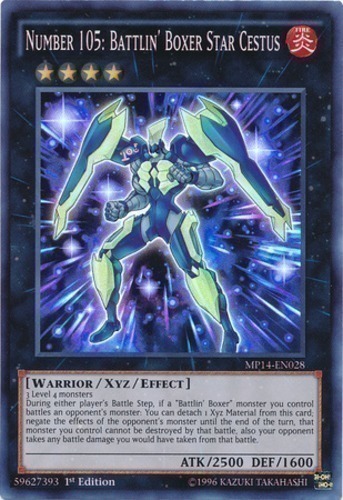 Number 105: Battlin' Boxer Star Cestus
FIRE
炎
105
MP14-EN028
[Warrior / Xyz / Effect]
3 Level 4 monsters
During either player's Battle Step, if a "Battlin' Boxer" monster you control
battles an opponent's monster: You can detach 1 Xyz Material from this card;
negate the effects of the opponent's monster until the end of the turn, that
monster you control cannot be destroyed by that battle, also your opponent
takes any battle damage you would have taken from that battle.
ATK/2500 DEF/1600
59627393 1st Edition ©1996 KAZUKI TAKAHASHI